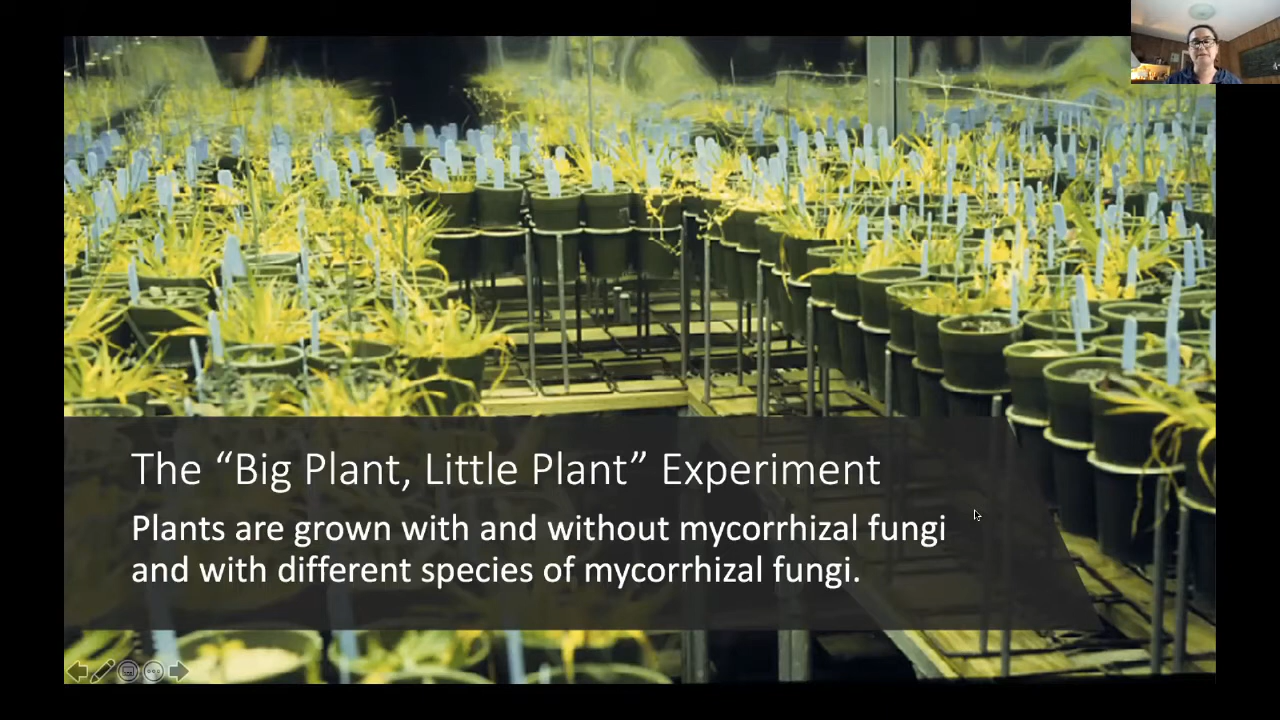 The “Big Plant, Little Plant” Experiment
Plants are grown with and without mycorrhizal fungi
and with different species of mycorrhizal fungi.